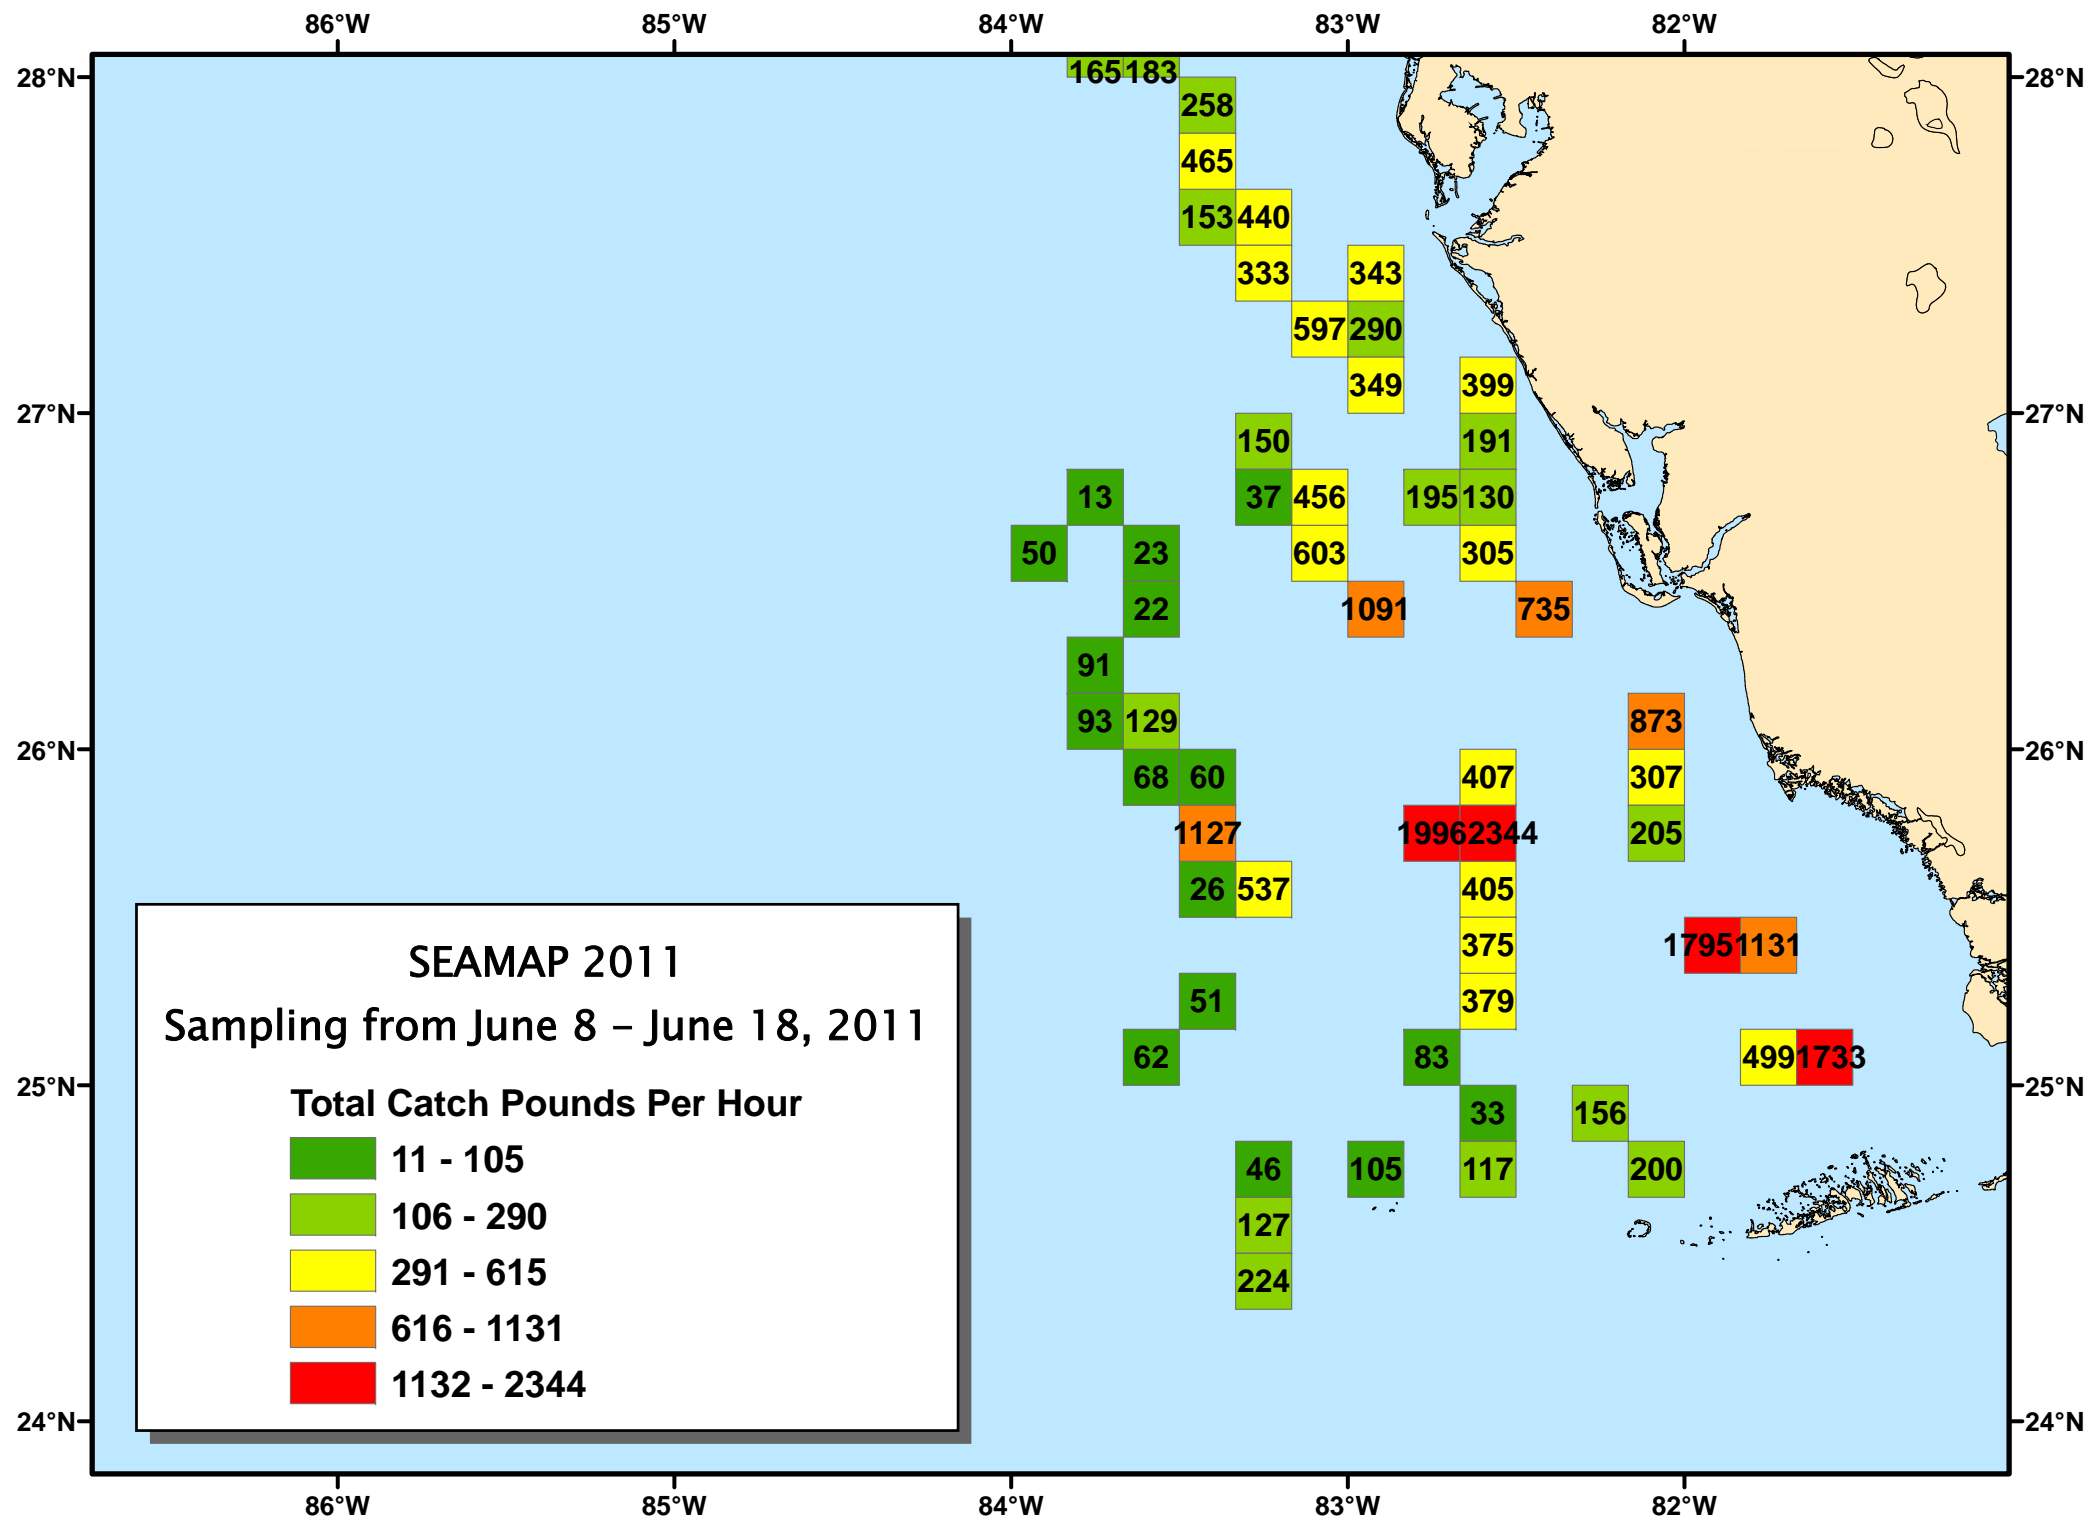 86°W 85°W 84°W 83°W 82°W
28°N 165 183 28°N
258
465
153 440
333 343
597 290
349 399
27°N 27°N
150 191
13 37 456 195 130
50 23 603 305
22 1091 735
91
93 129 873
26°N 26°N
68 60 407 307
1127 1996 2344 205
26 537 405
SEAMAP 2011
375 1795 1131
Sampling from June 8 – June 18, 2011
51 379
62 83 499 1733
25°N 25°N
Total Catch Pounds Per Hour
33 156
11 - 105
46 105 117 200
106 - 290
127
291 - 615
224
616 - 1131
1132 - 2344
24°N 24°N
86°W 85°W 84°W 83°W 82°W